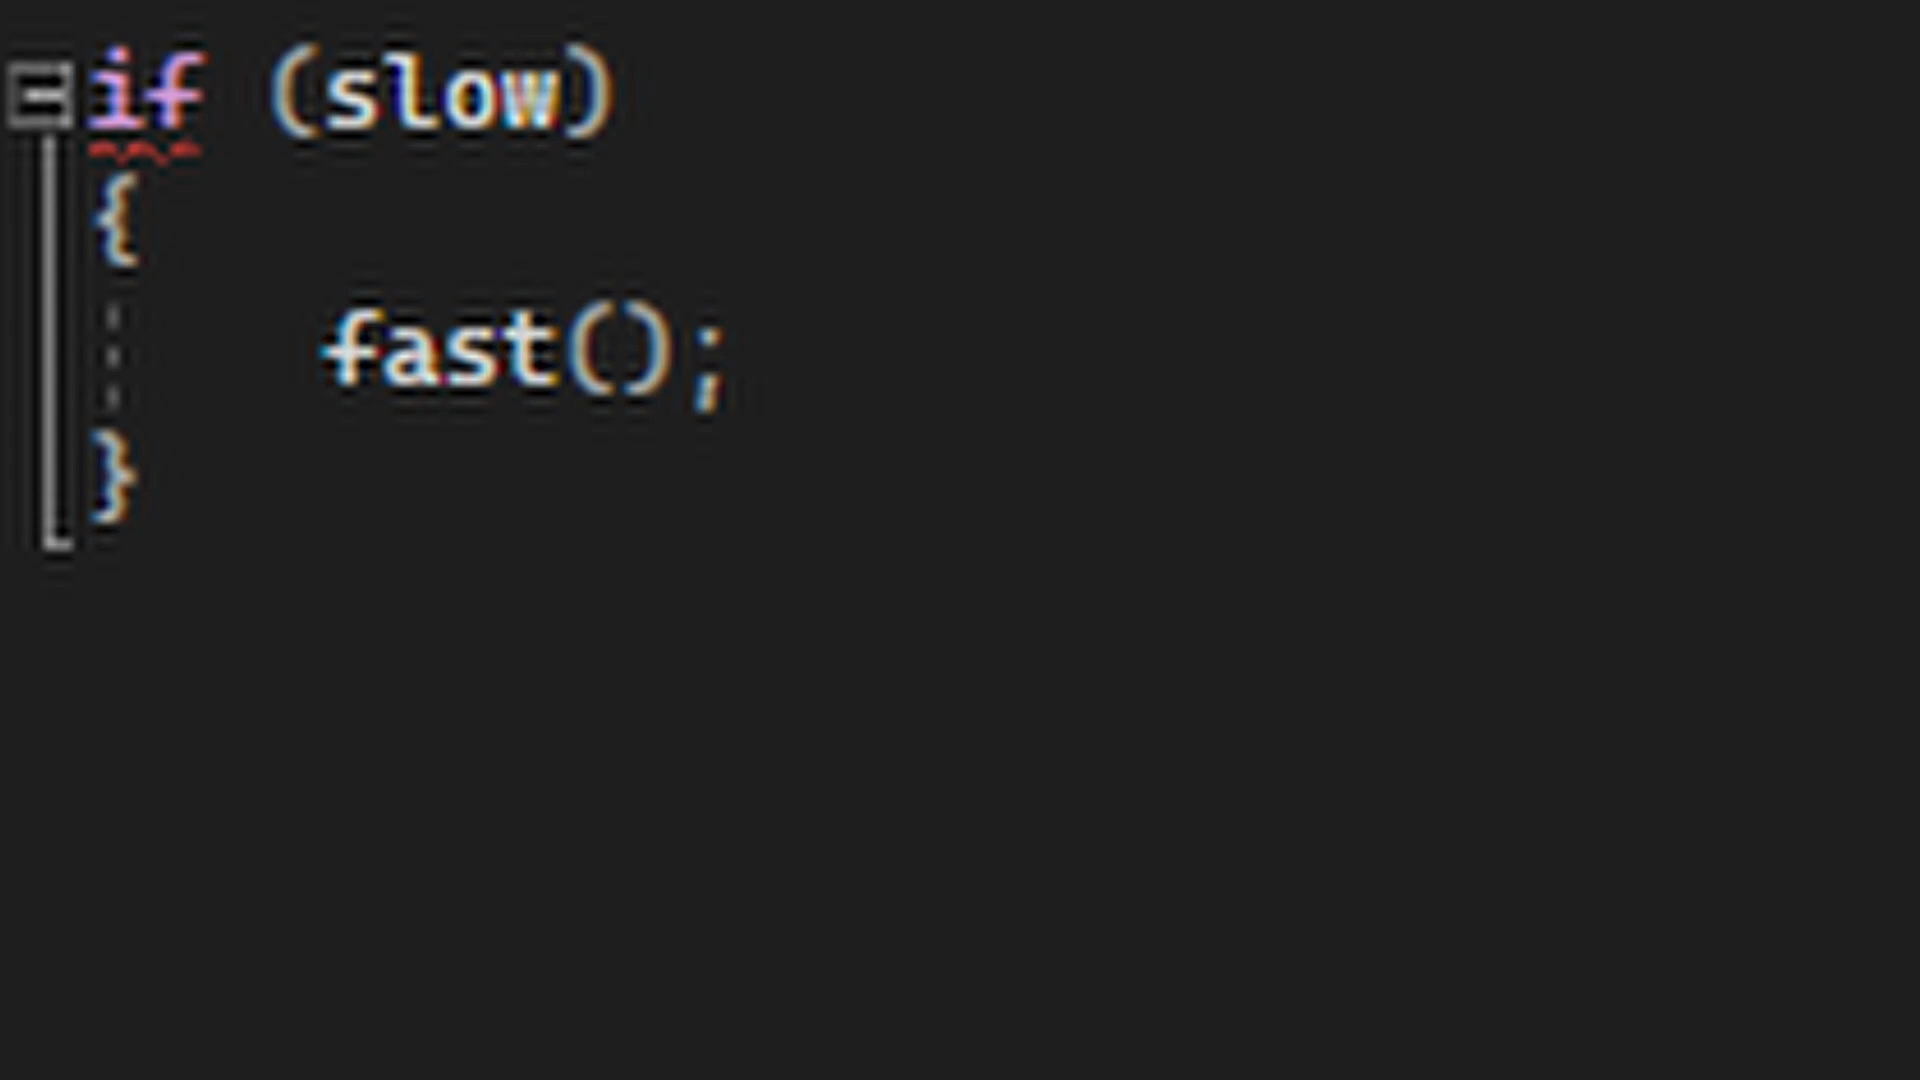 if (slow)
{
fast();
}